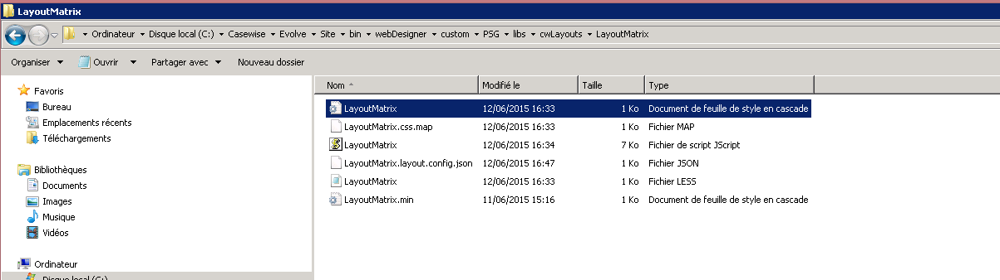 LayoutMatrix
Ordinateur Disque local (C:) Casewise Evolve Site bin webDesigner custom PSG libs cwLayouts LayoutMatrix
Organiser Ouvrir Partager avec Nouveau dossier
Favoris
Bureau
Emplacements récents
Téléchargements
Bibliothèques
Documents
Images
Musique
Vidéos
Ordinateur
Disque local (C:)
Nom Modifié le Taille Type
LayoutMatrix 12/06/2015 16:33 1 Ko Document de feuille de style en cascade
LayoutMatrix.css.map 12/06/2015 16:33 1 Ko Fichier MAP
LayoutMatrix 12/06/2015 16:34 7 Ko Fichier de script JScript
LayoutMatrix.layout.config.json 12/06/2015 16:47 1 Ko Fichier JSON
LayoutMatrix 12/06/2015 16:33 1 Ko Fichier LESS
LayoutMatrix.min 11/06/2015 15:16 1 Ko Document de feuille de style en cascade